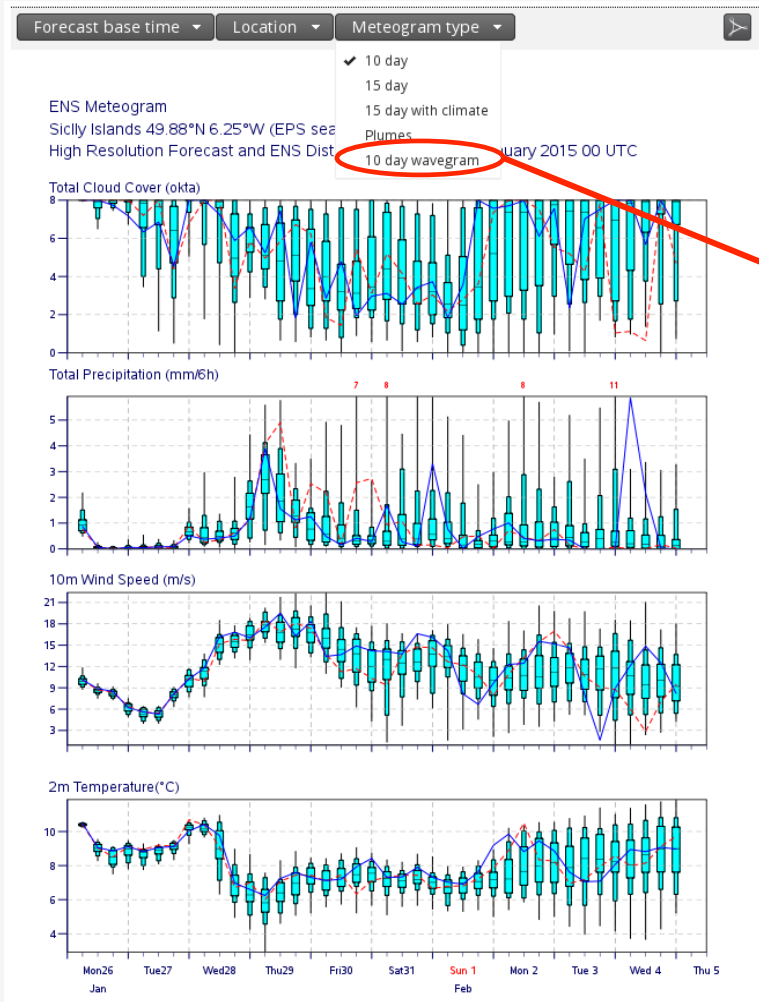 Forecast base time Location Meteogram type
10 day
15 day
15 day with climate
Plumes
10 day wavegram
ENS Meteogram
Sicily Islands 49.88°N 6.25°W (EPS sea
High Resolution Forecast and ENS Dist uary 2015 00 UTC
Total Cloud Cover (okta)
8
6
4
2
0
Total Precipitation (mm/6h)
7 8 8 11
5
4
3
2
1
0
10m Wind Speed (m/s)
21
18
15
12
9
6
3
2m Temperature(°C)
10
8
6
4
Mon26 Tue27 Wed28 Thu29 Fri30 Sat31 Sun 1 Mon 2 Tue 3 Wed 4 Thu 5
Jan Feb